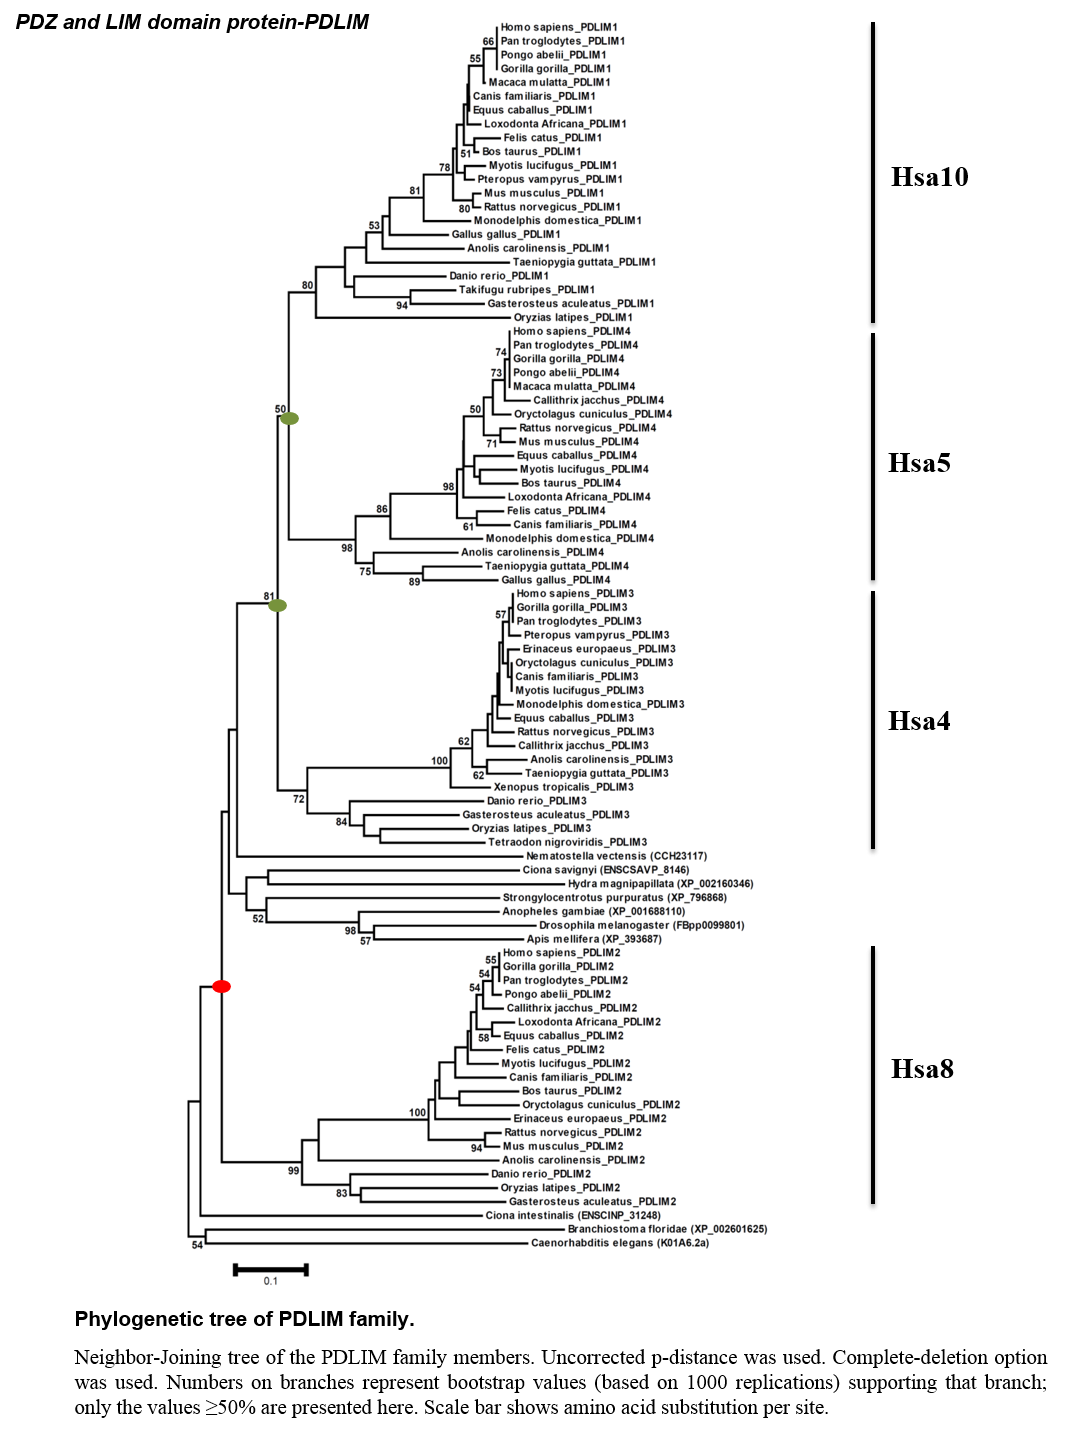 PDZ and LIM domain protein-PDLIM
Homo sapiens_PDLIM1
66
Pan troglodytes_PDLIM1
Pongo abelii_PDLIM1
55
Gorilla gorilla_PDLIM1
Macaca mulatta_PDLIM1
Canis familiaris_PDLIM1
Equus caballus_PDLIM1
Loxodonta Africana_PDLIM1
Felis catus_PDLIM1
51
Bos taurus_PDLIM1
78
Myotis lucifugus_PDLIM1
Pteropus vampyrus_PDLIM1
Hsa10
81
Mus musculus_PDLIM1
80
Rattus norvegicus_PDLIM1
Monodelphis domestica_PDLIM1
53
Gallus gallus_PDLIM1
Anolis carolinensis_PDLIM1
Taeniopygia guttata_PDLIM1
Danio rerio_PDLIM1
80
Takifugu rubripes_PDLIM1
94
Gasterosteus aculeatus_PDLIM1
Oryzias latipes_PDLIM1
Homo sapiens_PDLIM4
Pan troglodytes_PDLIM4
74
Gorilla gorilla_PDLIM4
73
Pongo abelii_PDLIM4
Macaca mulatta_PDLIM4
Callithrix jacchus_PDLIM4
50
50
Oryctolagus cuniculus_PDLIM4
Rattus norvegicus_PDLIM4
71
Mus musculus_PDLIM4
Equus caballus_PDLIM4
Hsa5
Myotis lucifugus_PDLIM4
Bos taurus_PDLIM4
98
Loxodonta Africana_PDLIM4
86
Felis catus_PDLIM4
61
Canis familiaris_PDLIM4
Monodelphis domestica_PDLIM4
98
Anolis carolinensis_PDLIM4
75
Taeniopygia guttata_PDLIM4
89
Gallus gallus_PDLIM4
81
Homo sapiens_PDLIM3
Gorilla gorilla_PDLIM3
57
Pan troglodytes_PDLIM3
Pteropus vampyrus_PDLIM3
Erinaceus europaeus_PDLIM3
Oryctolagus cuniculus_PDLIM3
Canis familiaris_PDLIM3
Myotis lucifugus_PDLIM3
Monodelphis domestica_PDLIM3
Equus caballus_PDLIM3
Hsa4
Rattus norvegicus_PDLIM3
62
Callithrix jacchus_PDLIM3
100
Anolis carolinensis_PDLIM3
62
Taeniopygia guttata_PDLIM3
Xenopus tropicalis_PDLIM3
72
Danio rerio_PDLIM3
Gasterosteus aculeatus_PDLIM3
84
Oryzias latipes_PDLIM3
Tetraodon nigroviridis_PDLIM3
Nematostella vectensis (CCH23117)
Ciona savignyi (ENSCSAVP_8146)
Hydra magnipapillata (XP_002160346)
Strongylocentrotus purpuratus (XP_796868)
52
Anopheles gambiae (XP_001688110)
98
Drosophila melanogaster (FBpp0099801)
57
Apis mellifera (XP_393687)
Homo sapiens_PDLIM2
55
Gorilla gorilla_PDLIM2
54
Pan troglodytes_PDLIM2
54
Pongo abelii_PDLIM2
Callithrix jacchus_PDLIM2
Loxodonta Africana_PDLIM2
58
Equus caballus_PDLIM2
Felis catus_PDLIM2
Myotis lucifugus_PDLIM2
Hsa8
Canis familiaris_PDLIM2
Bos taurus_PDLIM2
Oryctolagus cuniculus_PDLIM2
100
Erinaceus europaeus_PDLIM2
Rattus norvegicus_PDLIM2
94
Mus musculus_PDLIM2
Anolis carolinensis_PDLIM2
99
Danio rerio_PDLIM2
83
Oryzias latipes_PDLIM2
Gasterosteus aculeatus_PDLIM2
Ciona intestinalis (ENSCINP_31248)
Branchiostoma floridae (XP_002601625)
54
Caenorhabditis elegans (K01A6.2a)
0.1
Phylogenetic tree of PDLIM family.
Neighbor-Joining tree of the PDLIM family members. Uncorrected p-distance was used. Complete-deletion option
was used. Numbers on branches represent bootstrap values (based on 1000 replications) supporting that branch;
only the values ≥50% are presented here. Scale bar shows amino acid substitution per site.